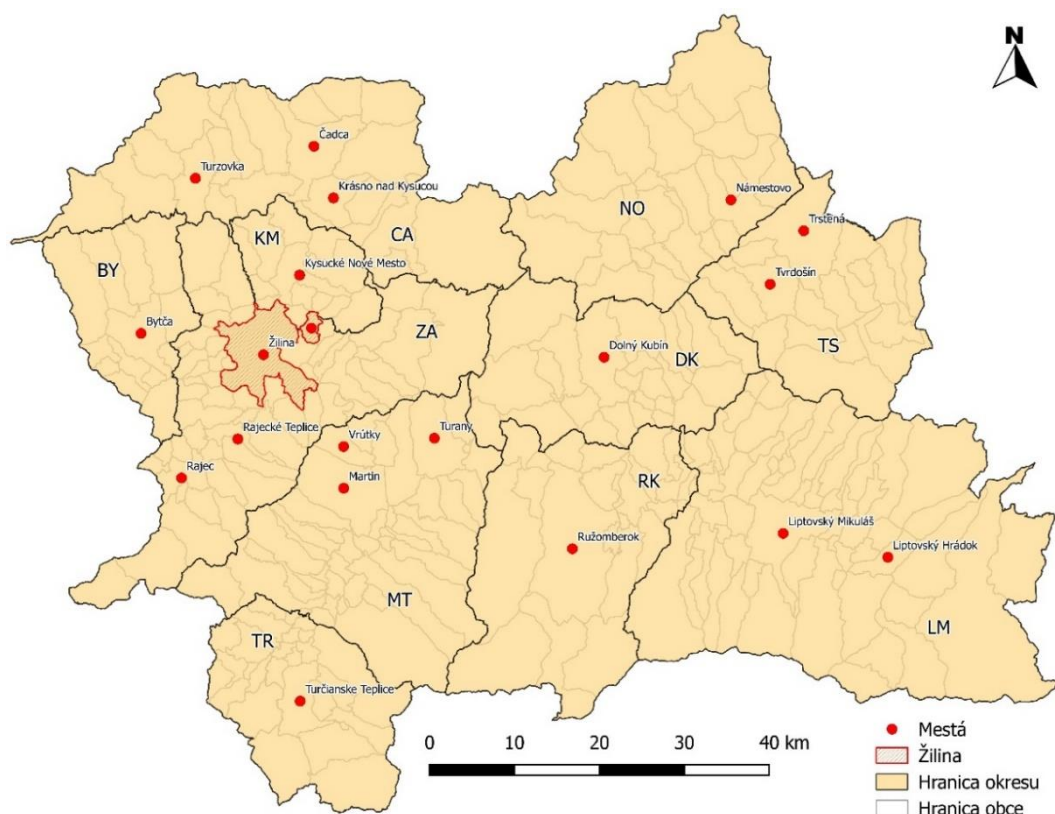 N
Čadca
Turzovka
Krásno nad Kysucou
NO
Námestovo
Trstená
KM
CA
BY
Kysucké Nové Mesto
Tvrdošín
Bytča
ZA
TS
Žilina
Dolný Kubín
DK
Rajecké Teplice
Vrútky
Turany
Rajec
Martin
RK
Liptovský Mikuláš
Ružomberok
Liptovský Hrádok
MT
LM
TR
Turčianske Teplice
0 10 20 30 40 km
Mestá
Žilina
Hranica okresu
Hranica obce